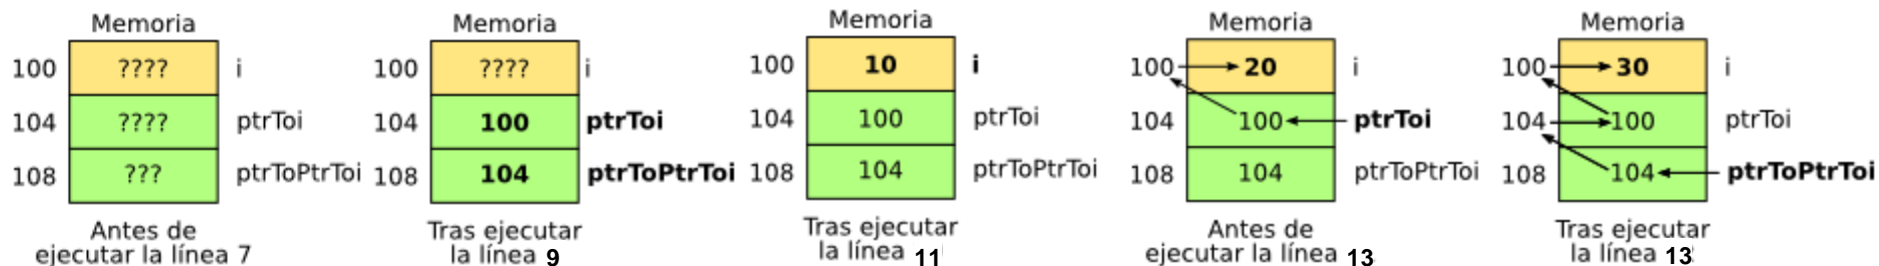 Memoria
100 ???? i
104 ???? ptrToi
108 ??? ptrToPtrToi
Antes de
ejecutar la línea 7
Memoria
100 ???? i
104 100 ptrToi
108 104 ptrToPtrToi
Tras ejecutar
la línea 9
Memoria
100 10 i
104 100 ptrToi
108 104 ptrToPtrToi
Tras ejecutar
la línea 11
Memoria
100 20 i
104 100 ptrToi
108 104 ptrToPtrToi
Antes de
ejecutar la línea 13
Memoria
100 30 i
104 100 ptrToi
108 104 ptrToPtrToi
Tras ejecutar
la línea 13